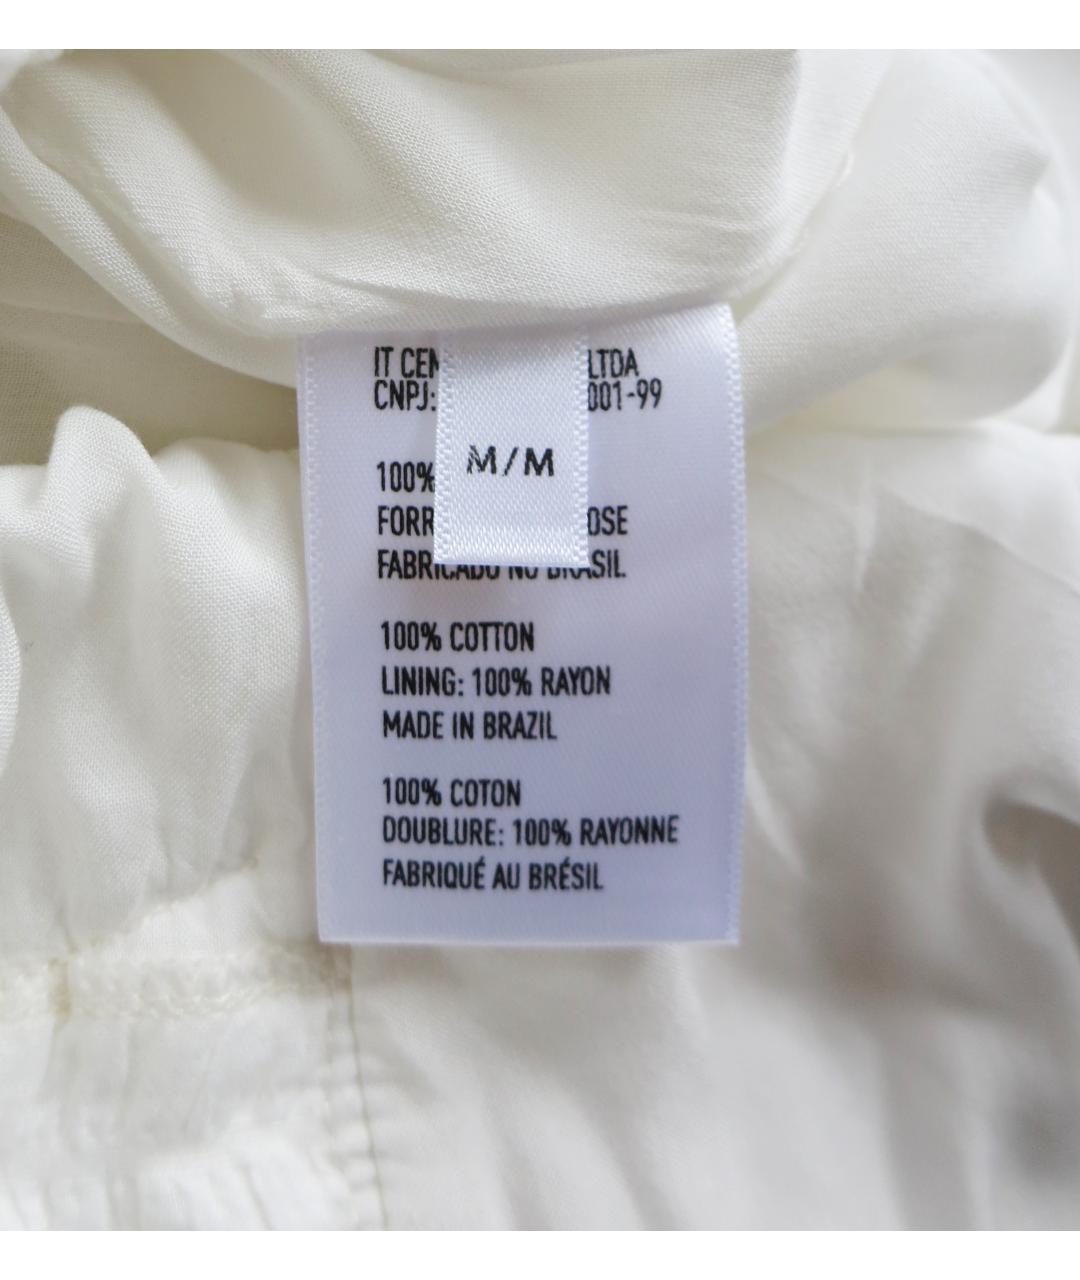 IT CEN LTDA
CNPJ: 001-99
M/M
100%
FORR OSE
FABRICADO NO BRASIL
100% COTTON
LINING: 100% RAYON
MADE IN BRAZIL
100% COTON
DOUBLURE: 100% RAYONNE
FABRIQUÉ AU BRÉSIL